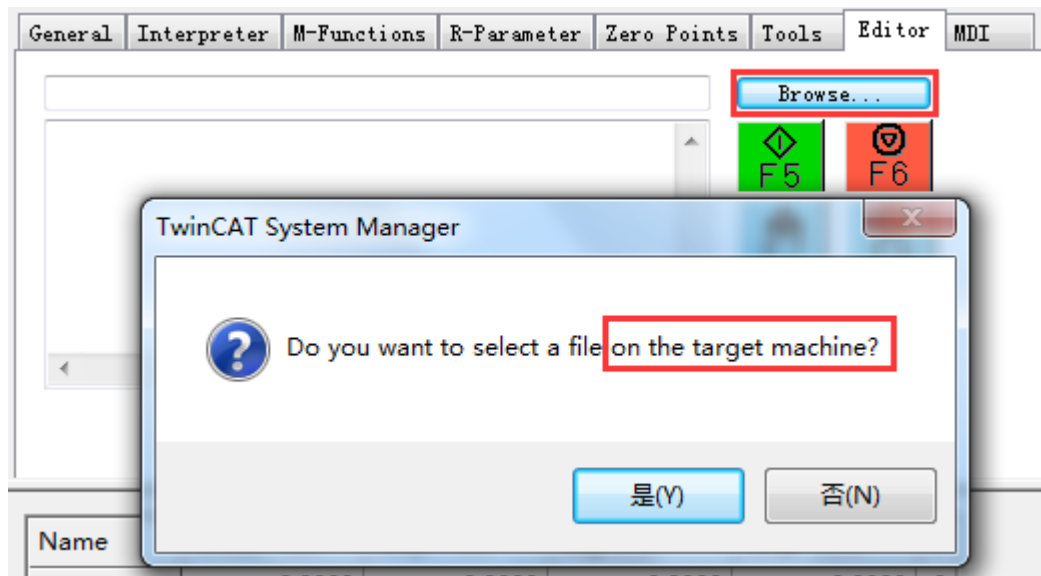 General Interpreter M-Functions R-Parameter Zero Points Tools Editor MDI
Browse...
F5 F6
TwinCAT System Manager
Do you want to select a file on the target machine?
是(Y) 否(N)
Name